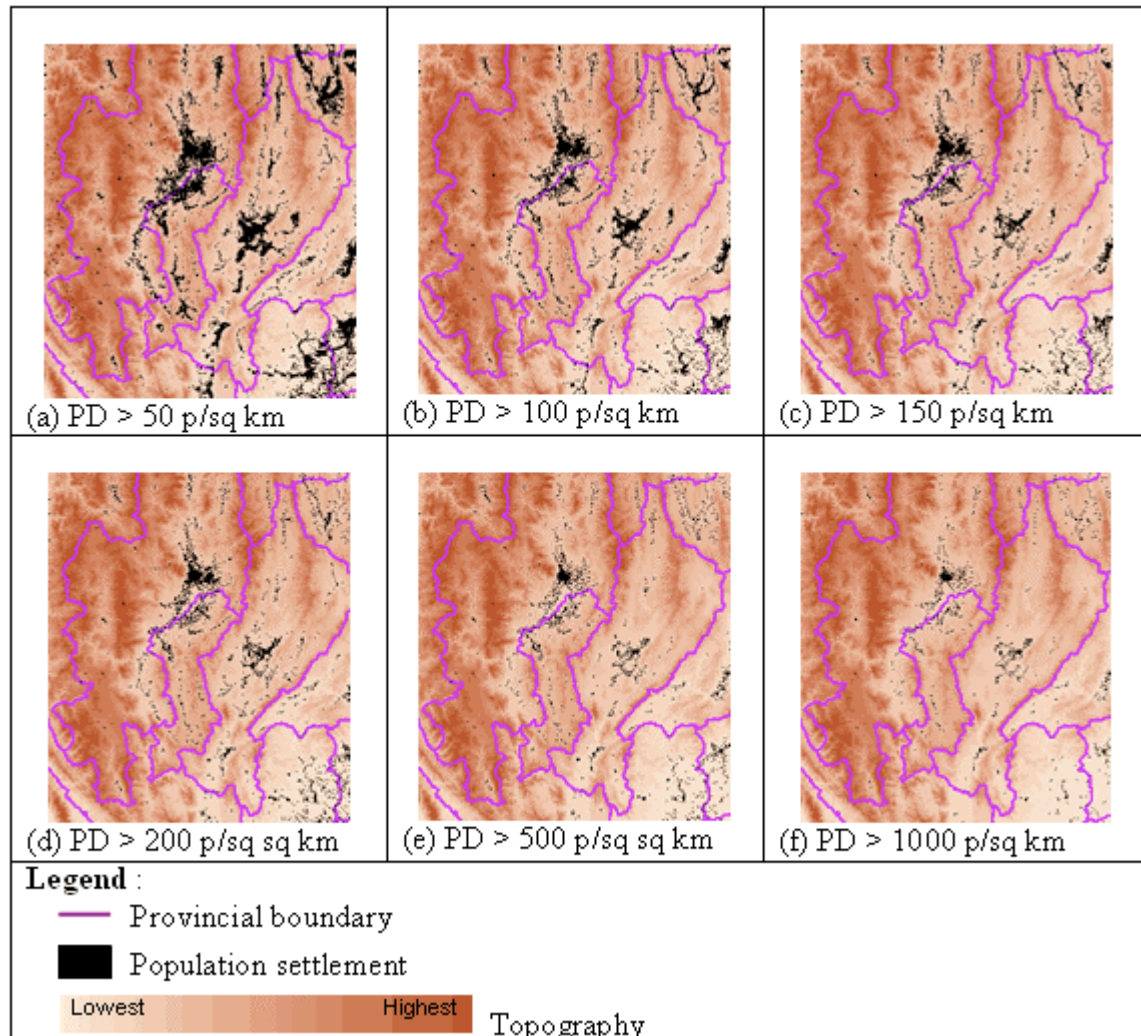 (a) PD > 50 p/sq km
(b) PD > 100 p/sq km
(c) PD > 150 p/sq km
(d) PD > 200 p/sq sq km
(e) PD > 500 p/sq sq km
(f) PD > 1000 p/sq km
Legend :
Provincial boundary
Population settlement
Lowest Highest Topography